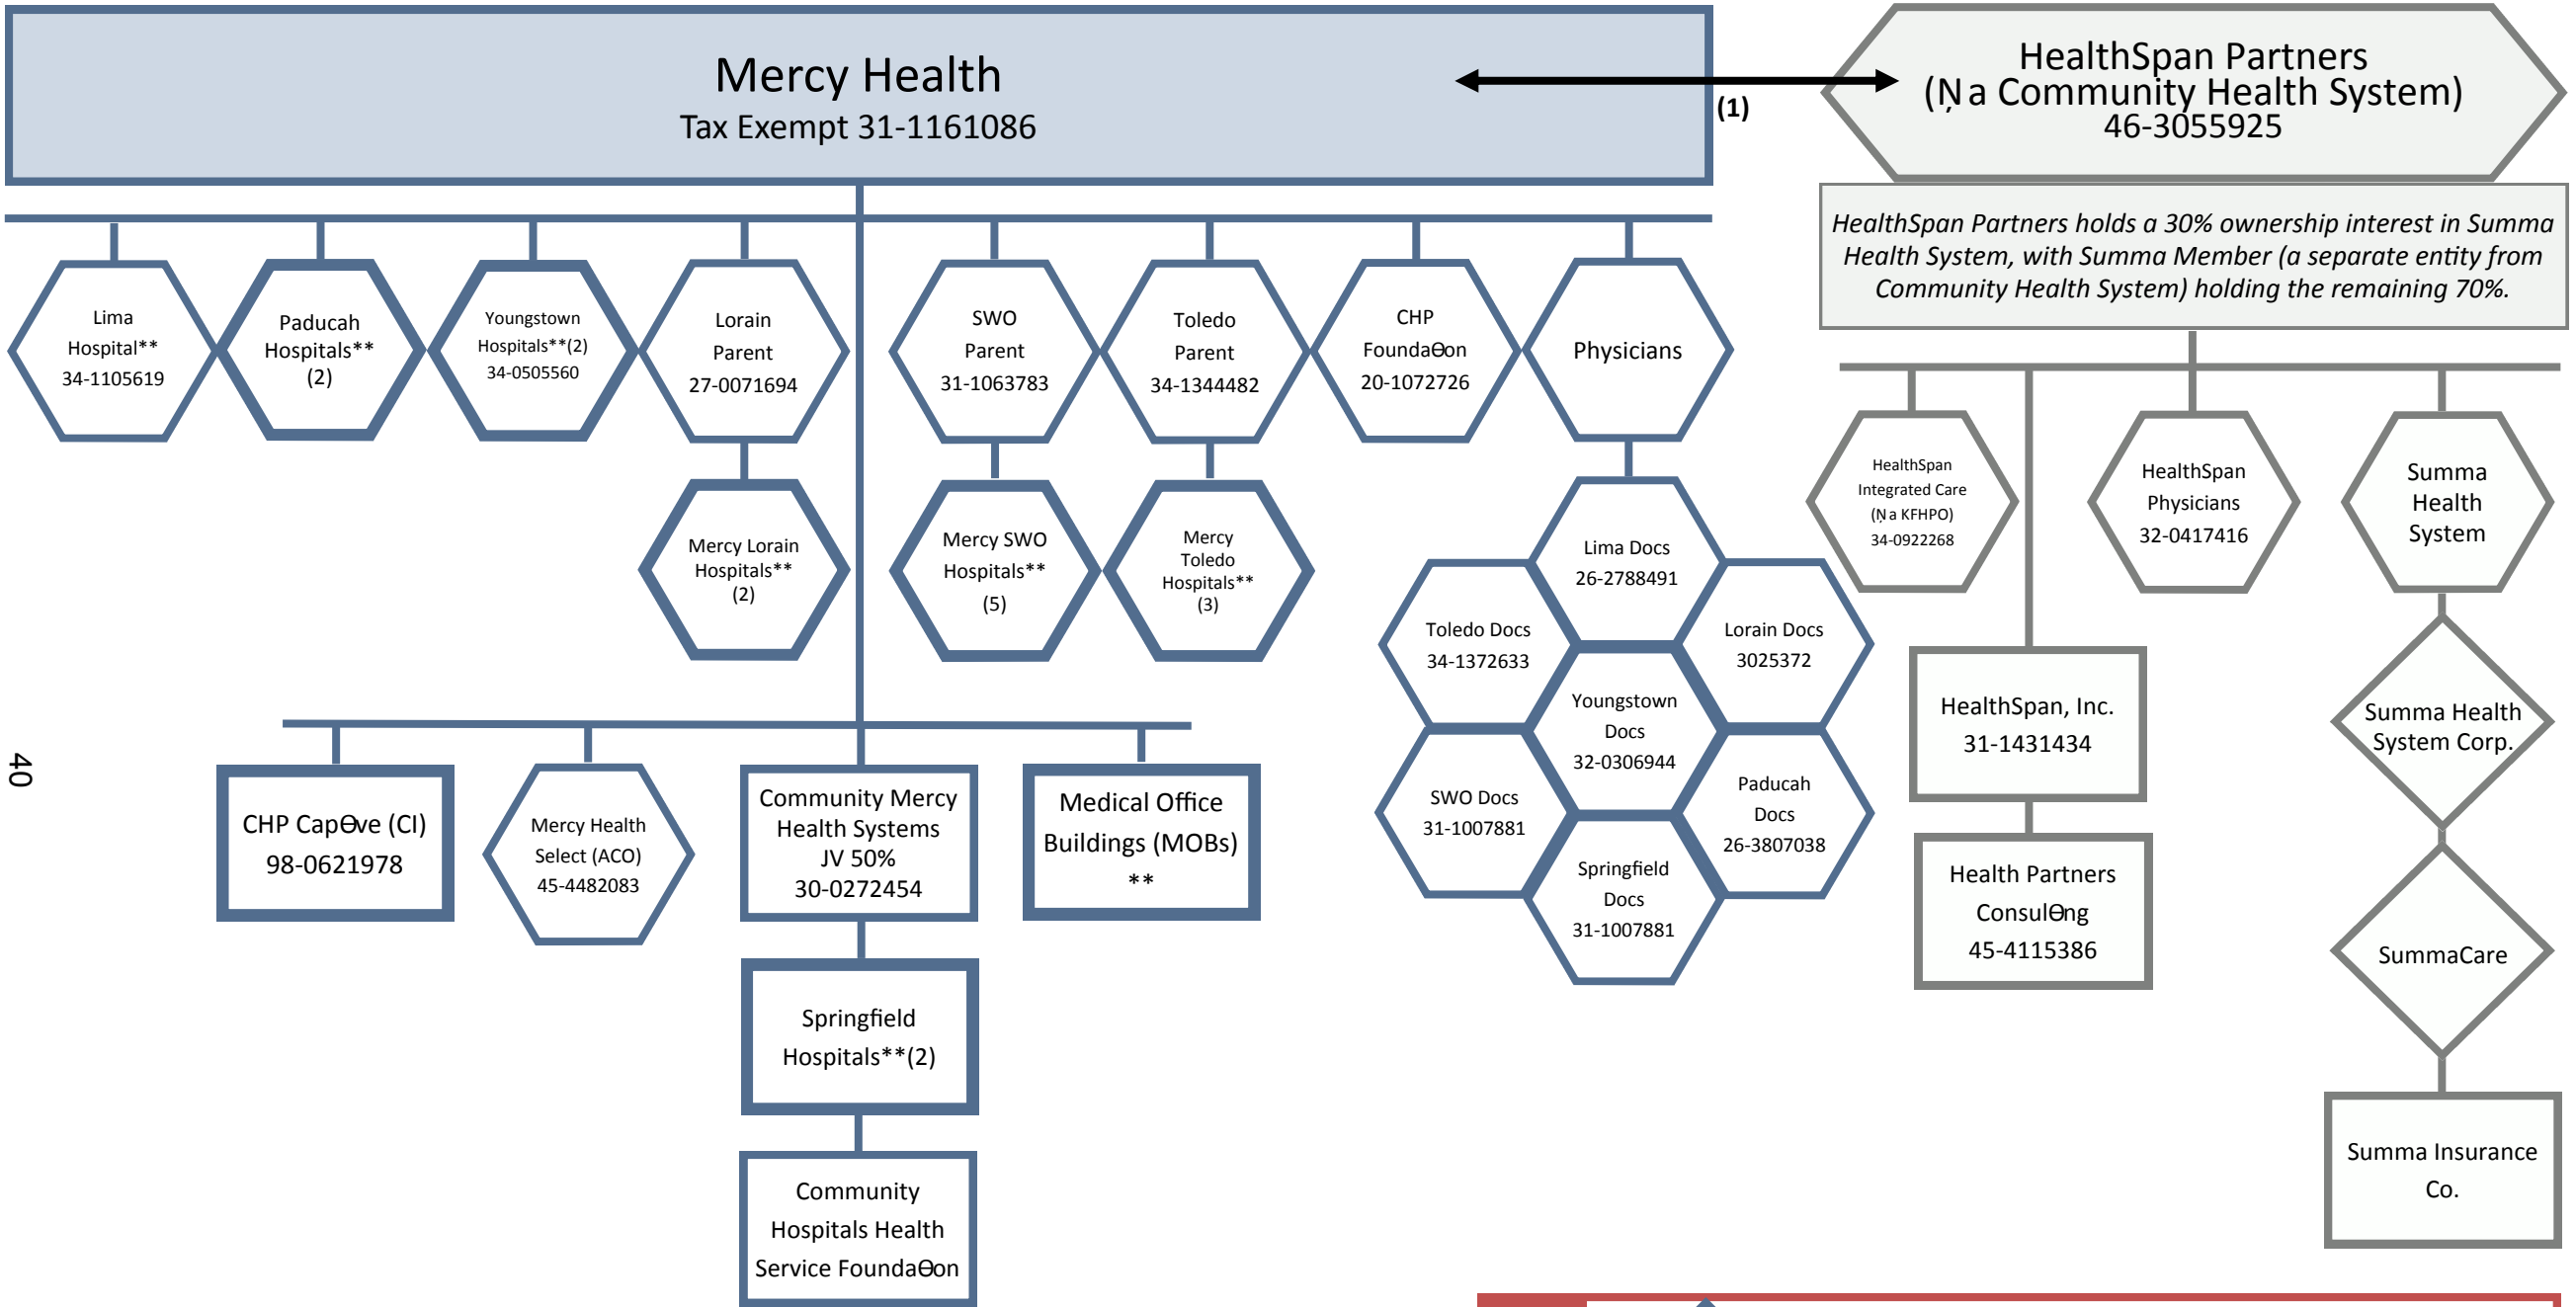 Mercy Health
Tax Exempt 31-1161086
(1)
HealthSpan Partners
(Ņa Community Health System)
46-3055925
HealthSpan Partners holds a 30% ownership interest in Summa
Health System, with Summa Member (a separate entity from
Community Health System) holding the remaining 70%.
Lima
Hospital**
34-1105619
Paducah
Hospitals**
(2)
Youngstown
Hospitals**(2)
34-0505560
Lorain
Parent
27-0071694
SWO
Parent
31-1063783
Toledo
Parent
34-1344482
CHP
FoundaƟon
20-1072726
Physicians
Mercy Lorain
Hospitals**
(2)
Mercy SWO
Hospitals**
(5)
Mercy
Toledo
Hospitals**
(3)
Lima Docs
26-2788491
Toledo Docs
34-1372633
Lorain Docs
3025372
Youngstown
Docs
32-0306944
SWO Docs
31-1007881
Paducah
Docs
26-3807038
Springfield
Docs
31-1007881
HealthSpan
Integrated Care
(Ņa KFHPO)
34-0922268
HealthSpan
Physicians
32-0417416
Summa
Health
System
HealthSpan, Inc.
31-1431434
Health Partners
ConsulƟng
45-4115386
Summa Health
System Corp.
SummaCare
Summa Insurance
Co.
CHP CapƟve (CI)
98-0621978
Mercy Health
Select (ACO)
45-4482083
Community Mercy
Health Systems
JV 50%
30-0272454
Medical Office
Buildings (MOBs)
**
Springfield
Hospitals**(2)
Community
Hospitals Health
Service FoundaƟon
40